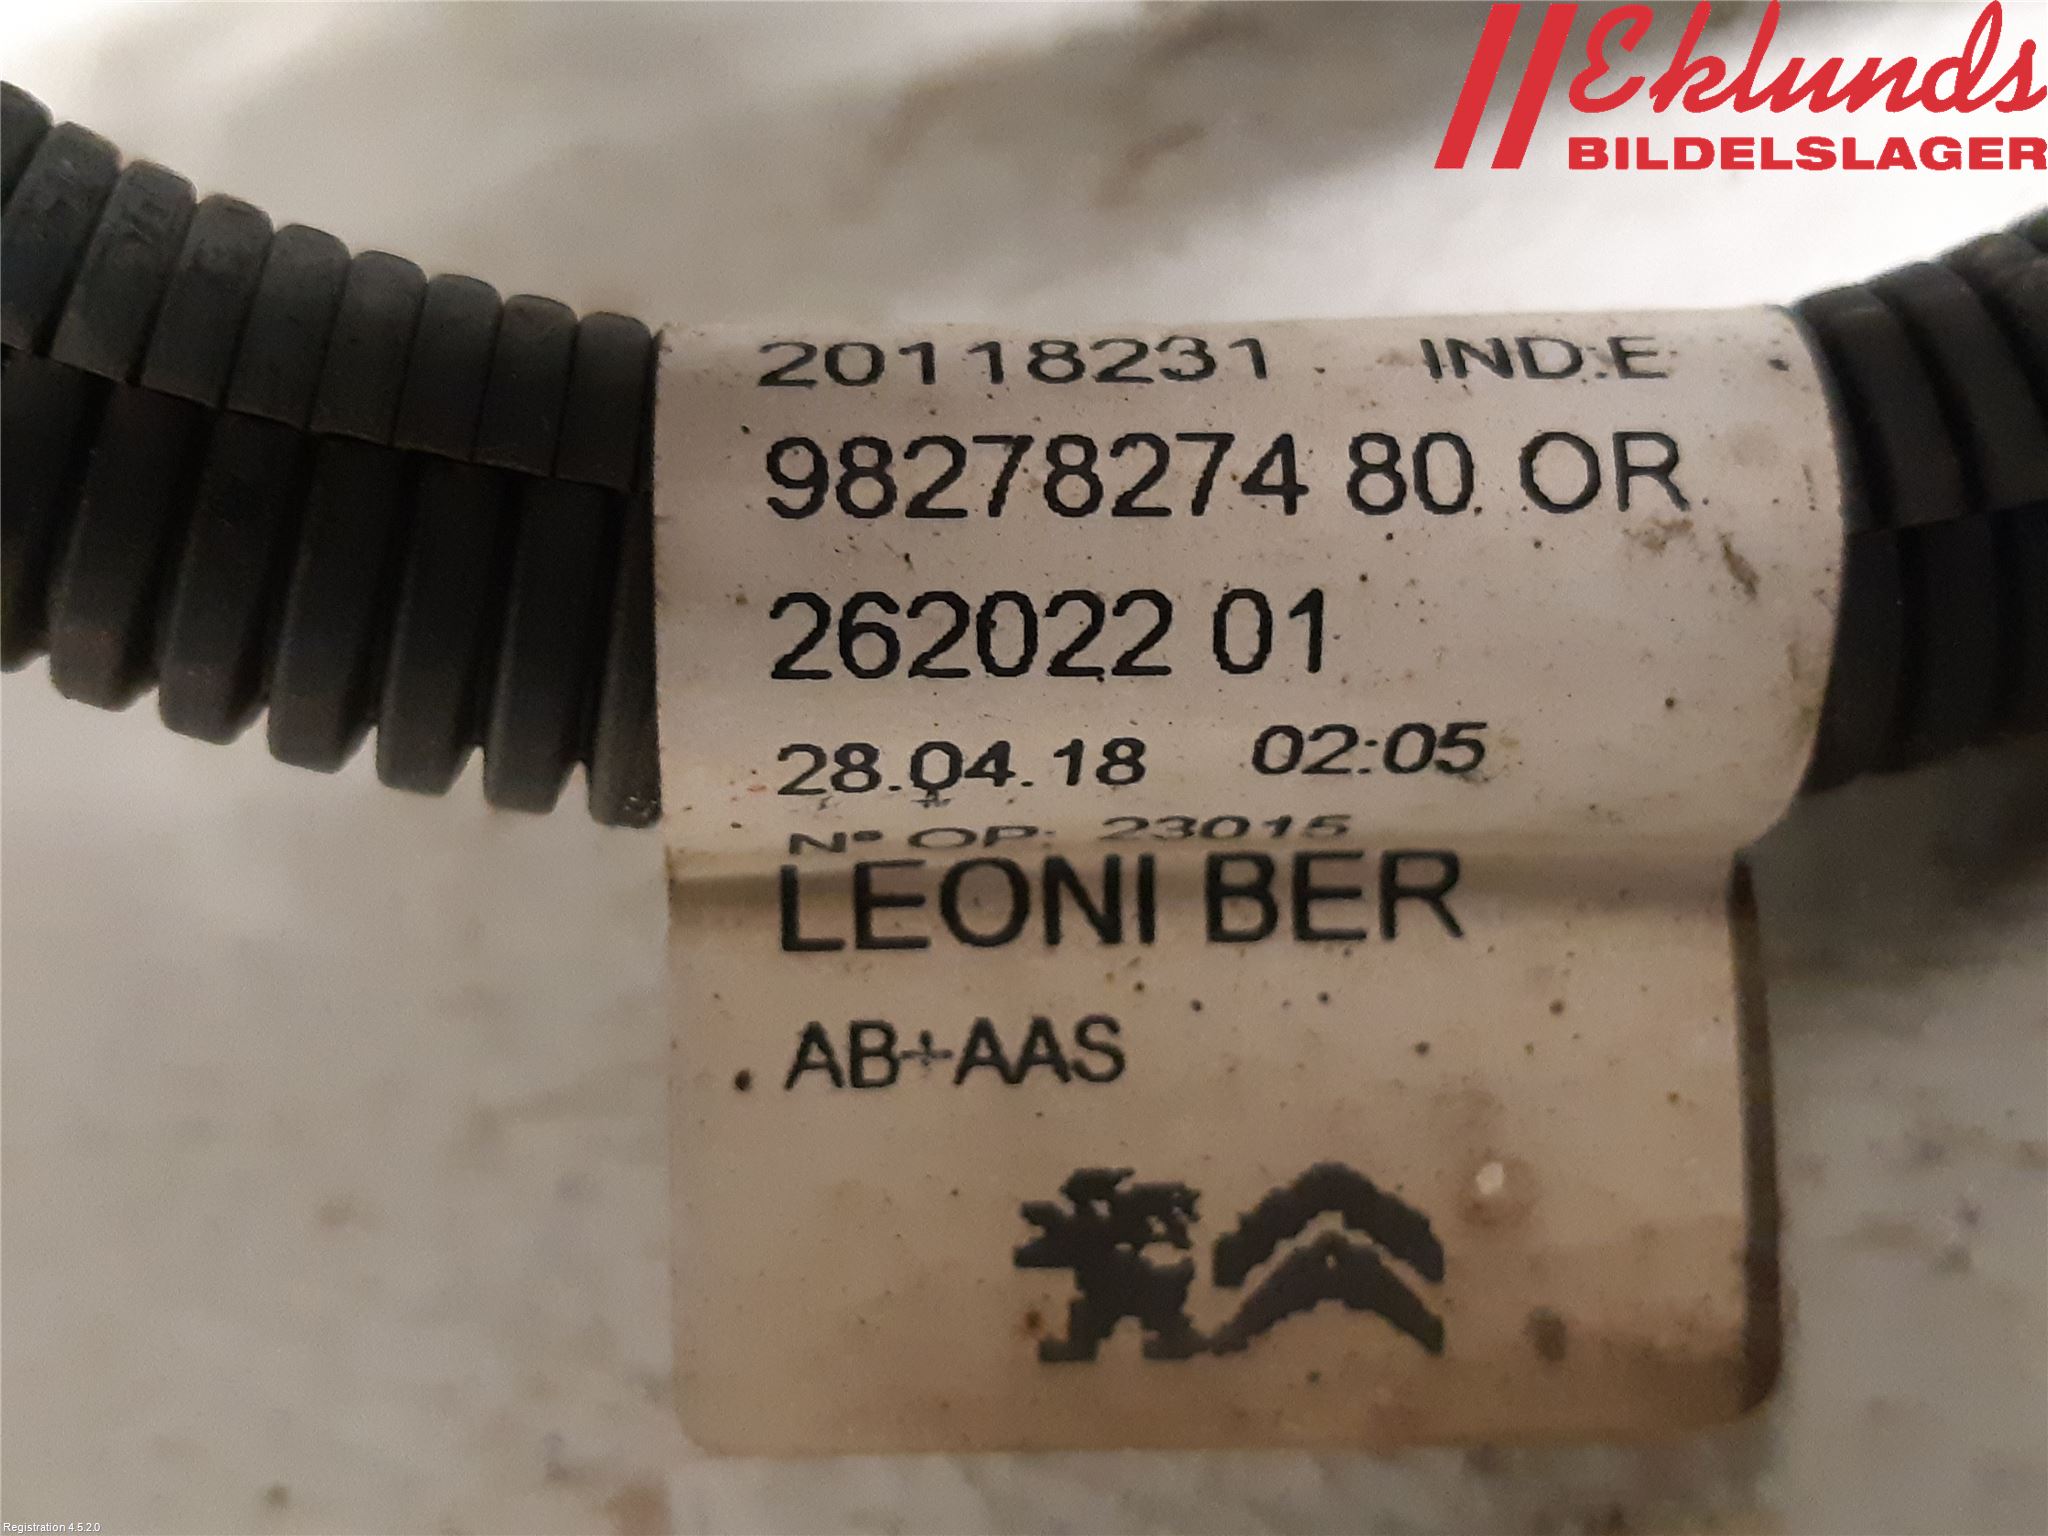 Eklunds
BILDELSLAGER
20118231 IND:E
98278274 80 OR
262022 01
28.04.18 02:05
N° OP: 23015
LEONI BER
AB+AAS
Registration 4.5.2.0